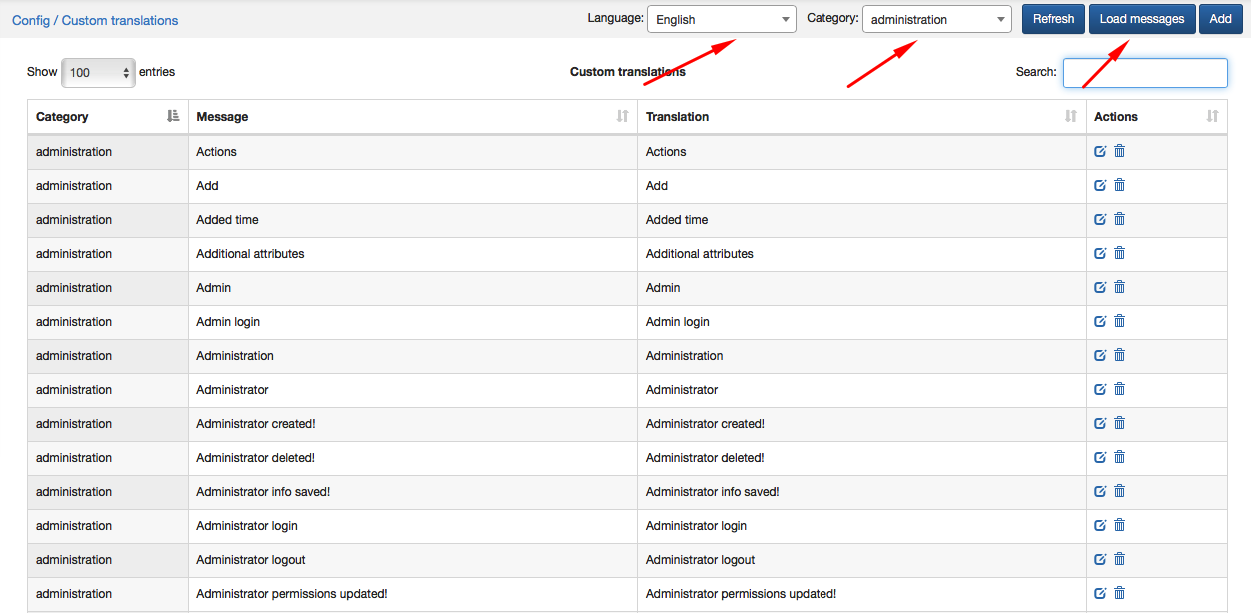 Config / Custom translations Language: English Category: administration Refresh Load messages Add
Show 100 entries Custom translations Search:
Category Message Translation Actions
administration Actions Actions
administration Add Add
administration Added time Added time
administration Additional attributes Additional attributes
administration Admin Admin
administration Admin login Admin login
administration Administration Administration
administration Administrator Administrator
administration Administrator created! Administrator created!
administration Administrator deleted! Administrator deleted!
administration Administrator info saved! Administrator info saved!
administration Administrator login Administrator login
administration Administrator logout Administrator logout
administration Administrator permissions updated! Administrator permissions updated!